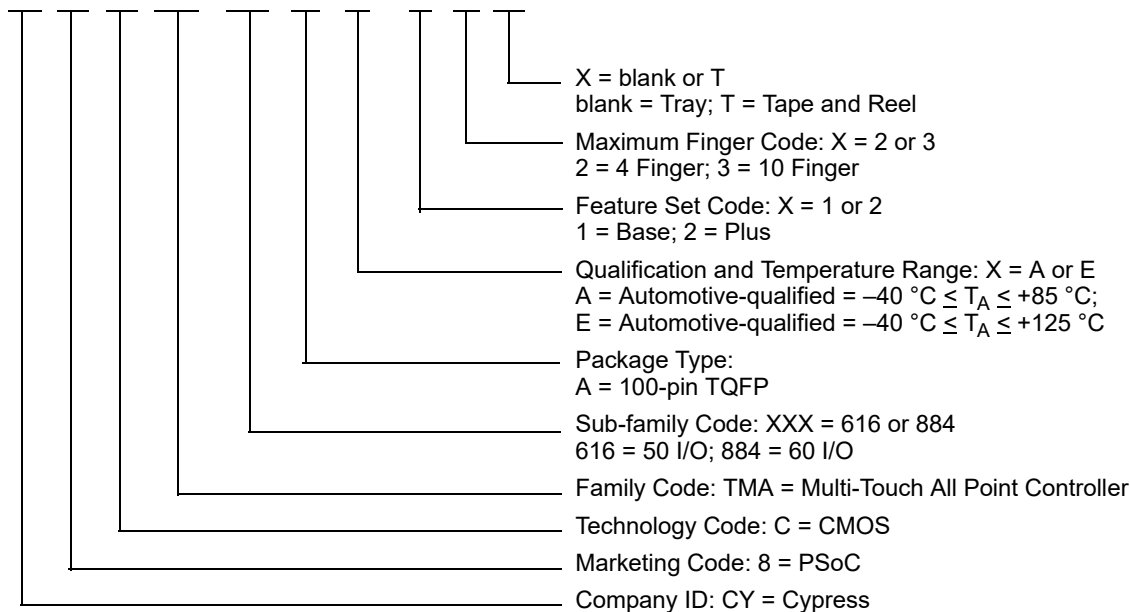 X = blank or T
blank = Tray; T = Tape and Reel
Maximum Finger Code: X = 2 or 3
2 = 4 Finger; 3 = 10 Finger
Feature Set Code: X = 1 or 2
1 = Base; 2 = Plus
Qualification and Temperature Range: X = A or E
A = Automotive-qualified = –40 °C ≤ TA ≤ +85 °C;
E = Automotive-qualified = –40 °C ≤ TA ≤ +125 °C
Package Type:
A = 100-pin TQFP
Sub-family Code: XXX = 616 or 884
616 = 50 I/O; 884 = 60 I/O
Family Code: TMA = Multi-Touch All Point Controller
Technology Code: C = CMOS
Marketing Code: 8 = PSoC
Company ID: CY = Cypress